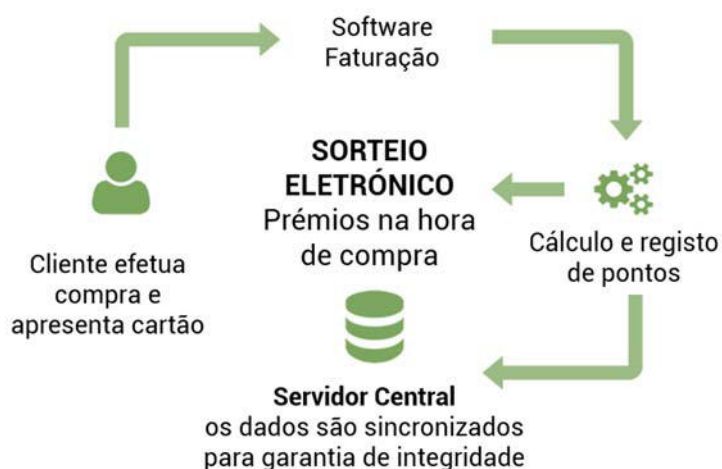 Software
Faturação
SORTEIO
ELETRÓNICO
Prémios na hora
de compra
Cliente efetua
compra e
apresenta cartão
Cálculo e registo
de pontos
Servidor Central
os dados são sincronizados
para garantia de integridade